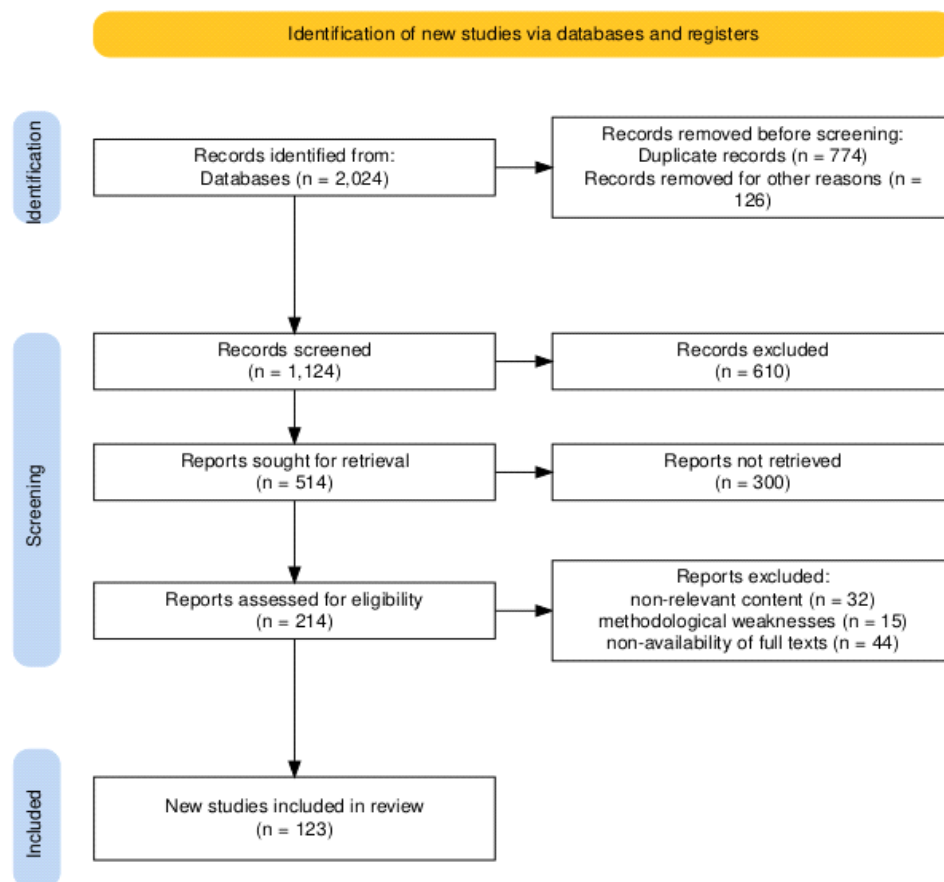 Identification of new studies via databases and registers
Identification
Records identified from:
Databases (n = 2,024)
Records removed before screening:
Duplicate records (n = 774)
Records removed for other reasons (n =
126)
Screening
Records screened
(n = 1,124)
Records excluded
(n = 610)
Reports sought for retrieval
(n = 514)
Reports not retrieved
(n = 300)
Reports assessed for eligibility
(n = 214)
Reports excluded:
non-relevant content (n = 32)
methodological weaknesses (n = 15)
non-availability of full texts (n = 44)
Included
New studies included in review
(n = 123)